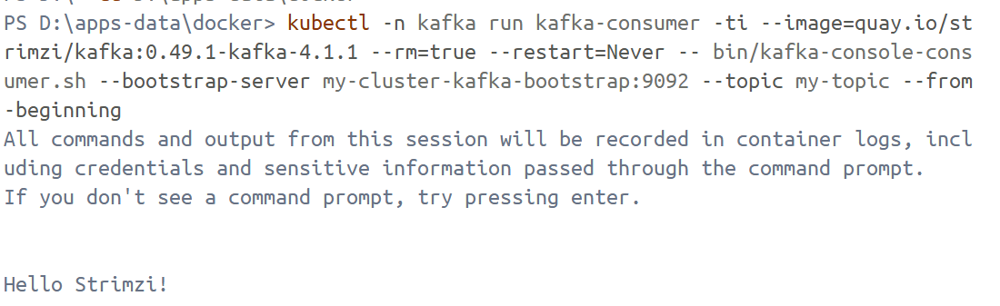 PS D:\apps-data\docker> kubectl -n kafka run kafka-consumer -ti --image=quay.io/st
rimzi/kafka:0.49.1-kafka-4.1.1 --rm=true --restart=Never -- bin/kafka-console-cons
umer.sh --bootstrap-server my-cluster-kafka-bootstrap:9092 --topic my-topic --from
-beginning
All commands and output from this session will be recorded in container logs, incl
uding credentials and sensitive information passed through the command prompt.
If you don't see a command prompt, try pressing enter.
Hello Strimzi!